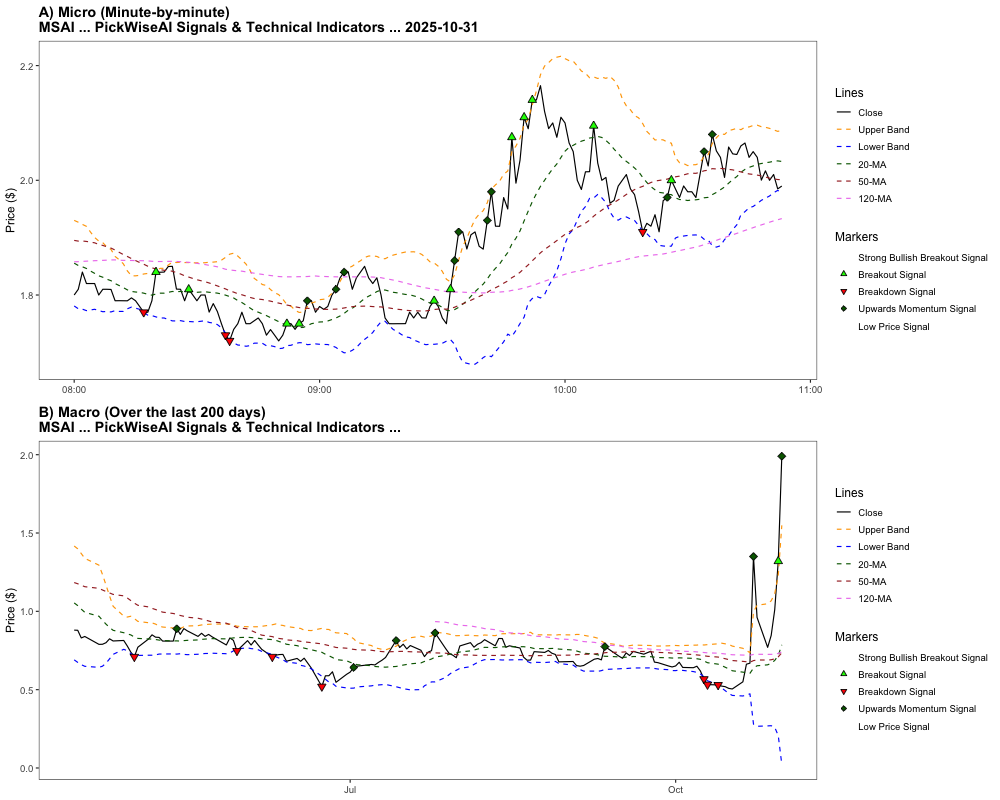 A) Micro (Minute-by-minute)
MSAI ... PickWiseAI Signals & Technical Indicators ... 2025-10-31
Price ($)
2.2
2.0
1.8
08:00
09:00
10:00
11:00
Lines
Close
Upper Band
Lower Band
20-MA
50-MA
120-MA
Markers
Strong Bullish Breakout Signal
Breakout Signal
Breakdown Signal
Upwards Momentum Signal
Low Price Signal
B) Macro (Over the last 200 days)
MSAI ... PickWiseAI Signals & Technical Indicators ...
Price ($)
2.0
1.5
1.0
0.5
0.0
Jul
Oct
Lines
Close
Upper Band
Lower Band
20-MA
50-MA
120-MA
Markers
Strong Bullish Breakout Signal
Breakout Signal
Breakdown Signal
Upwards Momentum Signal
Low Price Signal